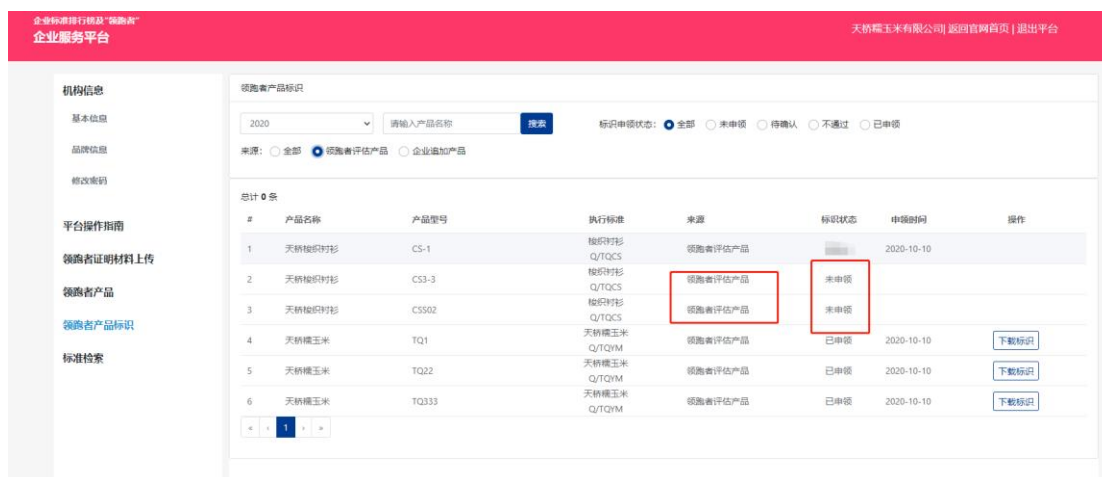 企业标准排行榜及"领跑者"
企业服务平台
天桥糯玉米有限公司| 返回官网首页 | 退出平台
机构信息
基本信息
品牌信息
修改密码
平台操作指南
领跑者证明材料上传
领跑者产品
领跑者产品标识
标准检索
领跑者产品标识
2020 请输入产品名称 搜索 标识申领状态: 全部 未申领 待确认 不通过 已申领
来源: 全部 领跑者评估产品 企业追加产品
总计 0 条
# 产品名称 产品型号 执行标准 来源 标识状态 申领时间 操作
1 天桥梭织衬衫 CS-1 梭织衬衫 Q/TQCS 领跑者评估产品 2020-10-10
2 天桥梭织衬衫 CS3-3 梭织衬衫 Q/TQCS 领跑者评估产品 未申领
3 天桥梭织衬衫 CSS02 梭织衬衫 Q/TQCS 领跑者评估产品 未申领
4 天桥糯玉米 TQ1 天桥糯玉米 Q/TQYM 领跑者评估产品 已申领 2020-10-10 下载标识
5 天桥糯玉米 TQ22 天桥糯玉米 Q/TQYM 领跑者评估产品 已申领 2020-10-10 下载标识
6 天桥糯玉米 TQ333 天桥糯玉米 Q/TQYM 领跑者评估产品 已申领 2020-10-10 下载标识
« ‹ 1 › »